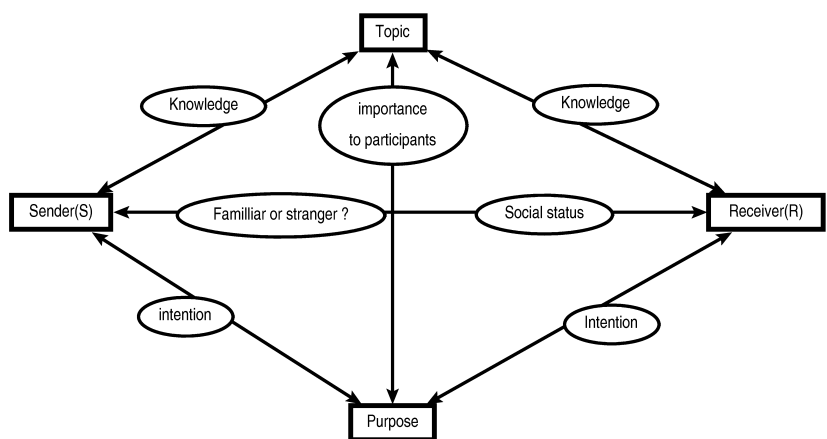 Topic
Knowledge
Knowledge
importance
to participants
Sender(S)
Familliar or stranger ?
Social status
Receiver(R)
intention
Intention
Purpose